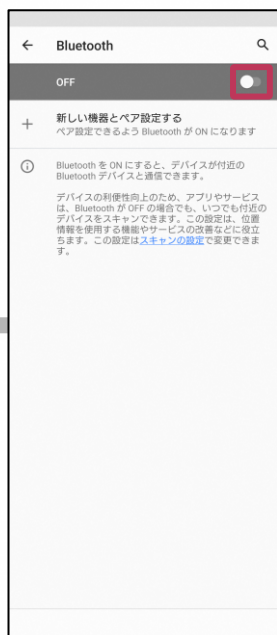 Bluetooth
OFF
新しい機器とペア設定する
ペア設定できるよう Bluetooth が ON になります
Bluetooth を ON にすると、デバイスが付近の
Bluetooth デバイスと通信できます。
デバイスの利便性向上のため、アプリやサービス
は、Bluetooth が OFF の場合でも、いつでも付近の
デバイスをスキャンできます。この設定は、位置
情報を使用する機能やサービスの改善などに役立
ちます。この設定はスキャンの設定で変更できま
す。